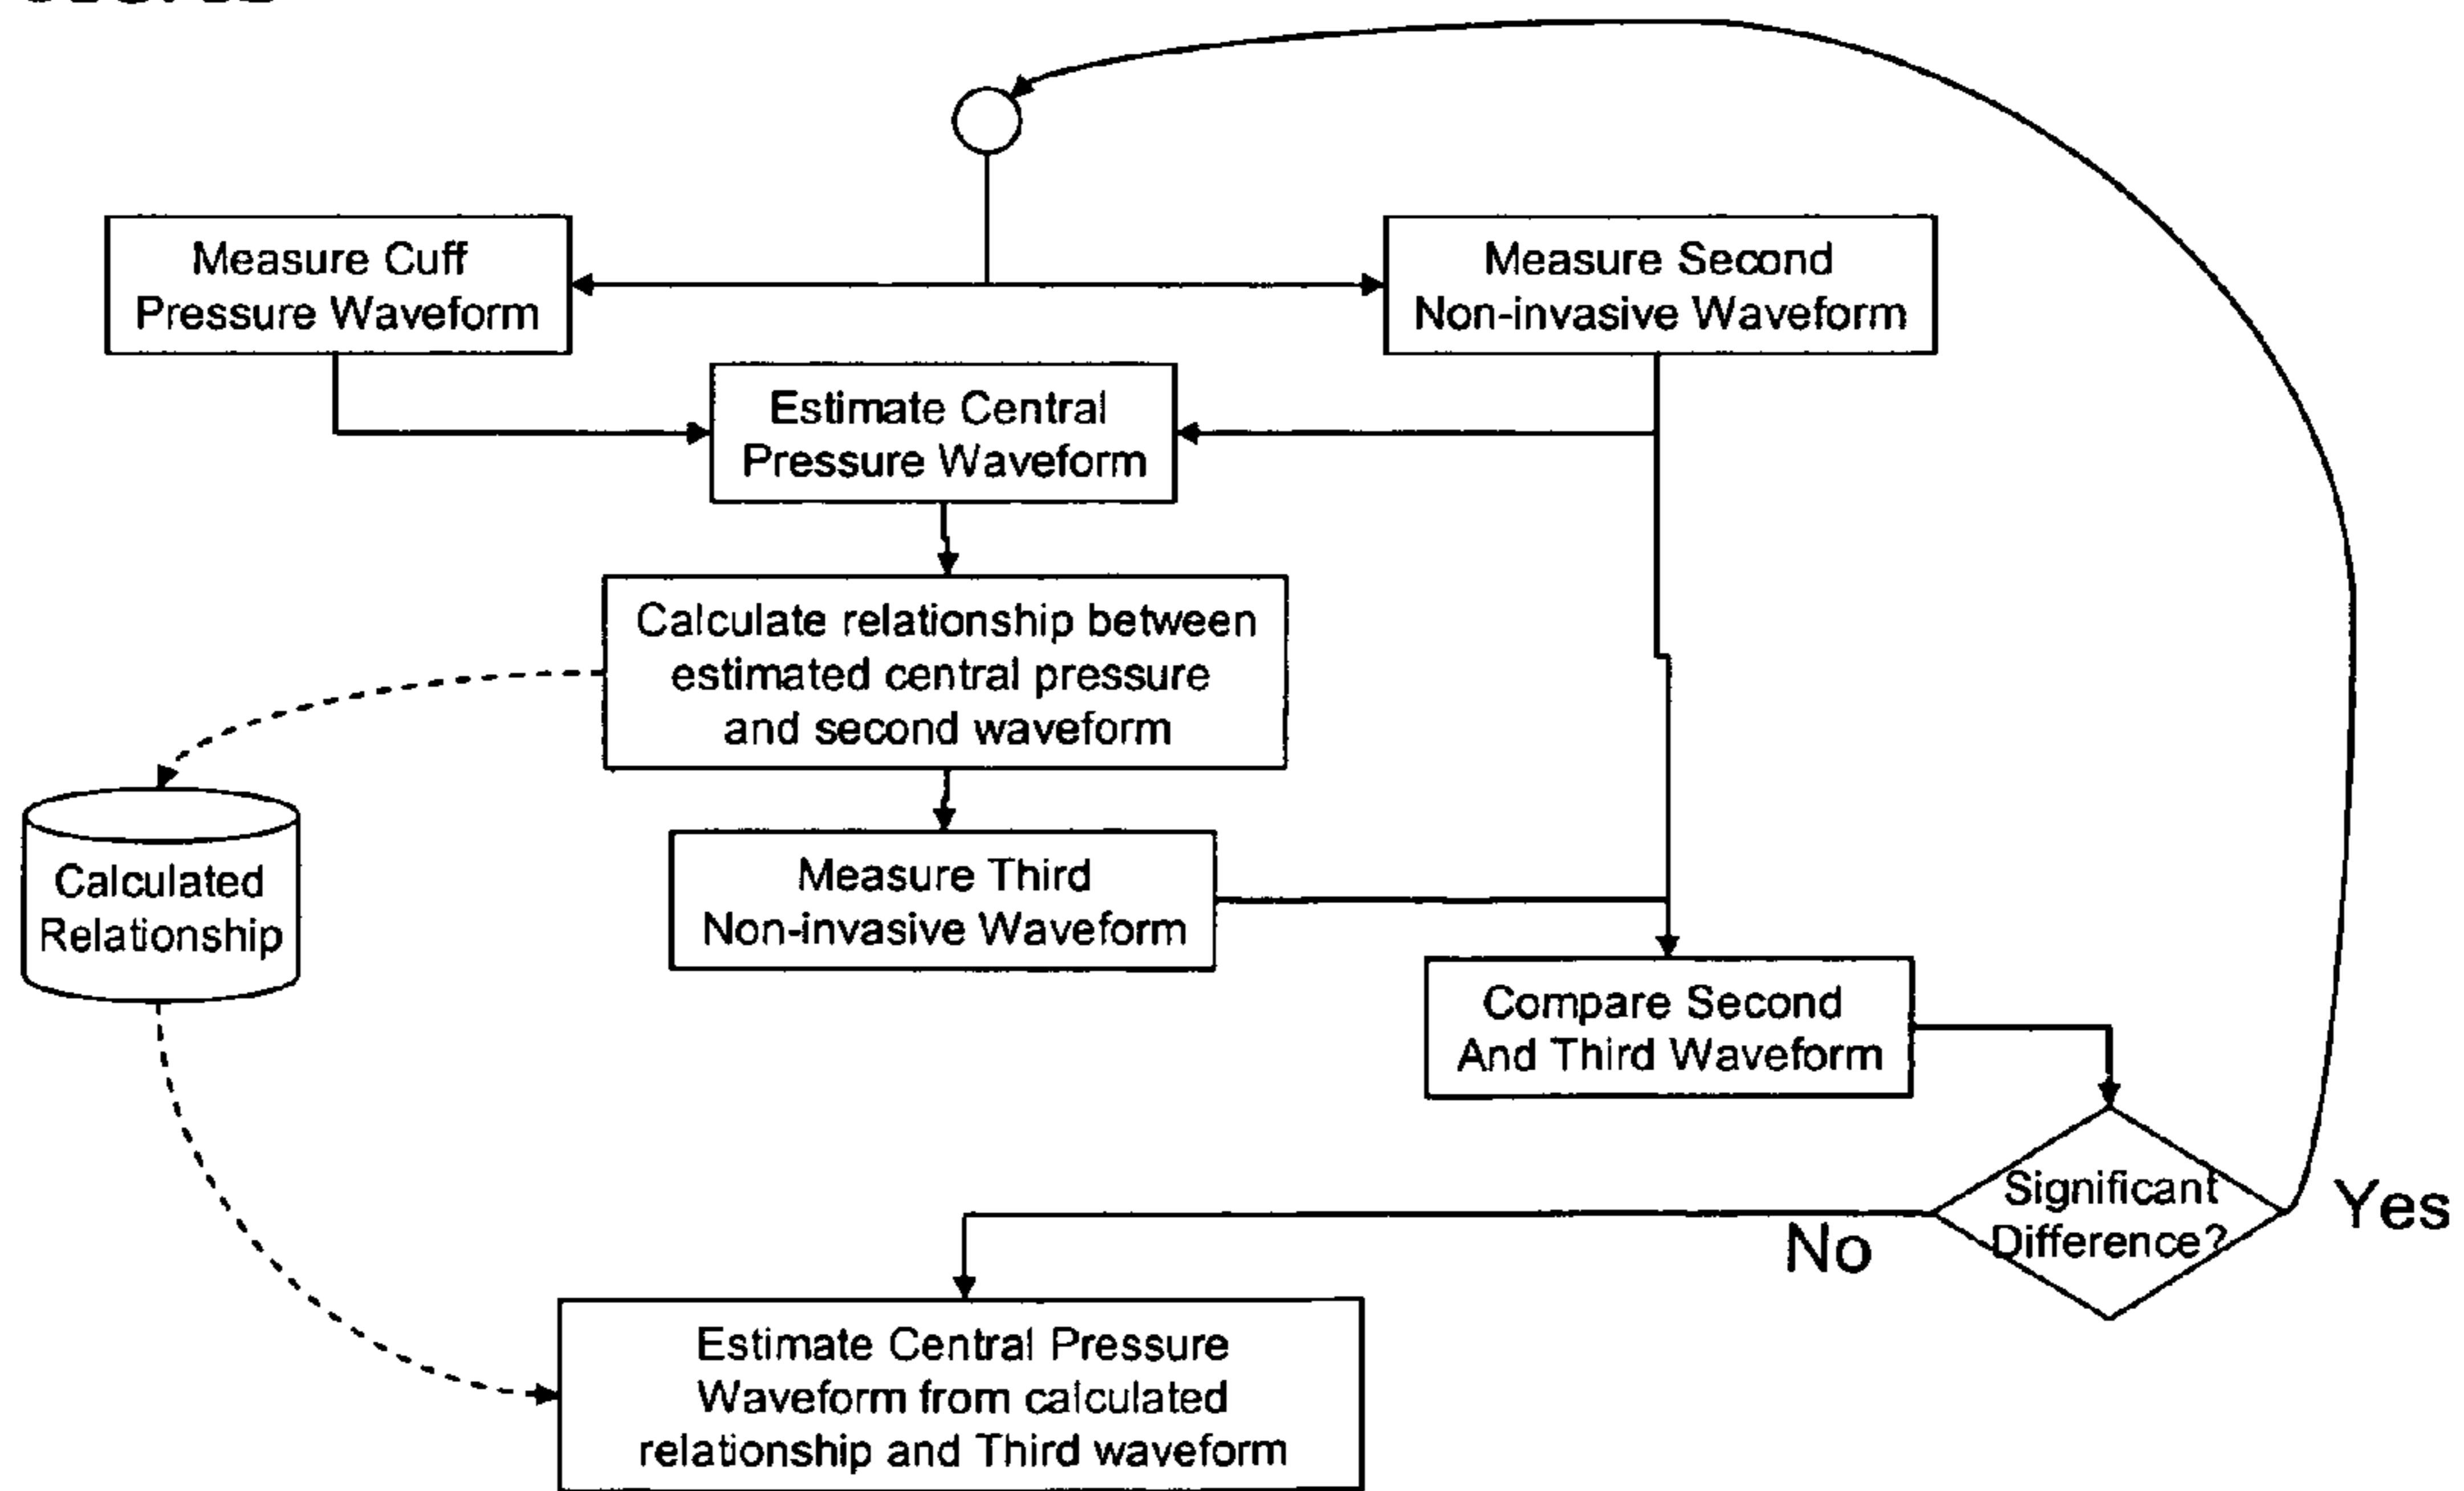 Measure Cuff
Pressure Waveform
Measure Second
Non-invasive Waveform
Estimate Central
Pressure Waveform
Calculate relationship between
estimated central pressure
and second waveform
Calculated
Relationship
Measure Third
Non-invasive Waveform
Compare Second
And Third Waveform
Significant
Difference?
Yes
No
Estimate Central Pressure
Waveform from calculated
relationship and Third waveform